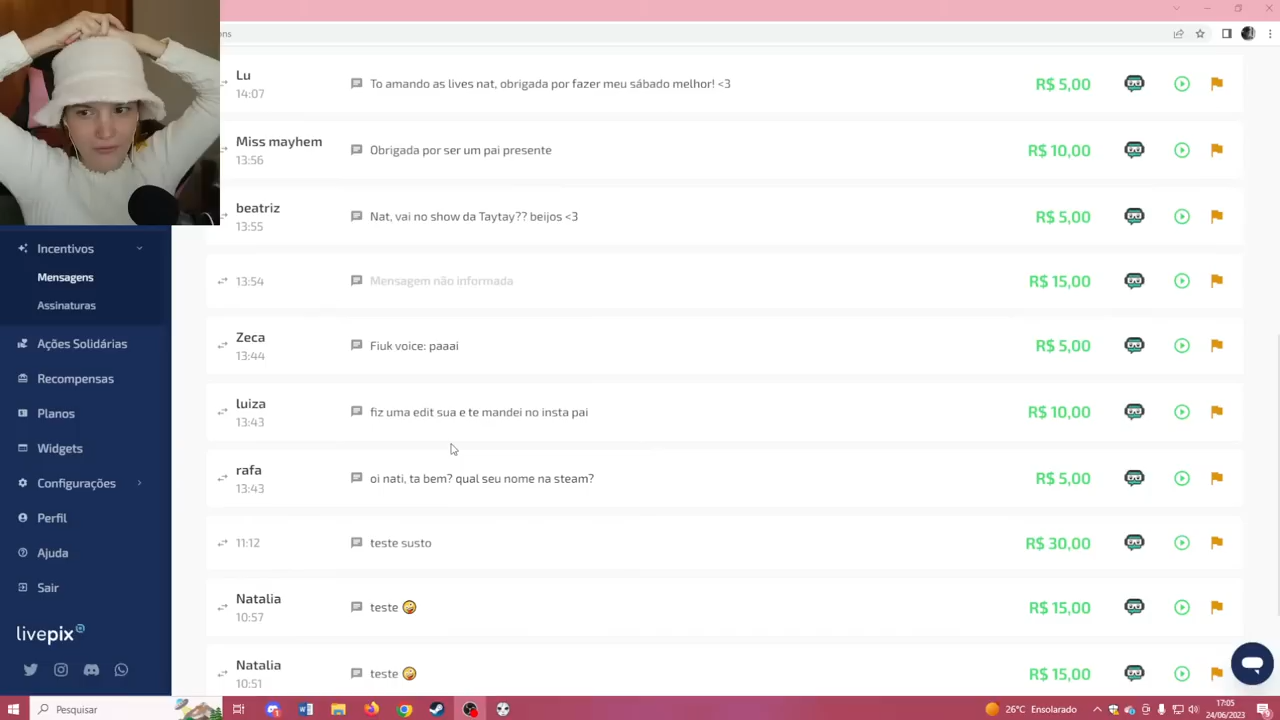 ons
Lu
14:07
To amando as lives nat, obrigada por fazer meu sábado melhor! <3
R$ 5,00
Miss mayhem
13:56
Obrigada por ser um pai presente
R$ 10,00
beatriz
13:55
Nat, vai no show da Taytay?? beijos <3
R$ 5,00
13:54
Mensagem não informada
R$ 15,00
Zeca
13:44
Fiuk voice: paaai
R$ 5,00
luiza
13:43
fiz uma edit sua e te mandei no insta pai
R$ 10,00
rafa
13:43
oi nati, ta bem? qual seu nome na steam?
R$ 5,00
11:12
teste susto
R$ 30,00
Natalia
10:57
teste 🤪
R$ 15,00
Natalia
10:51
teste 🤪
R$ 15,00
Incentivos
Mensagens
Assinaturas
Ações Solidárias
Recompensas
Planos
Widgets
Configurações
Perfil
Ajuda
Sair
livepix
Pesquisar
26°C Ensolarado
17:05
24/06/2023